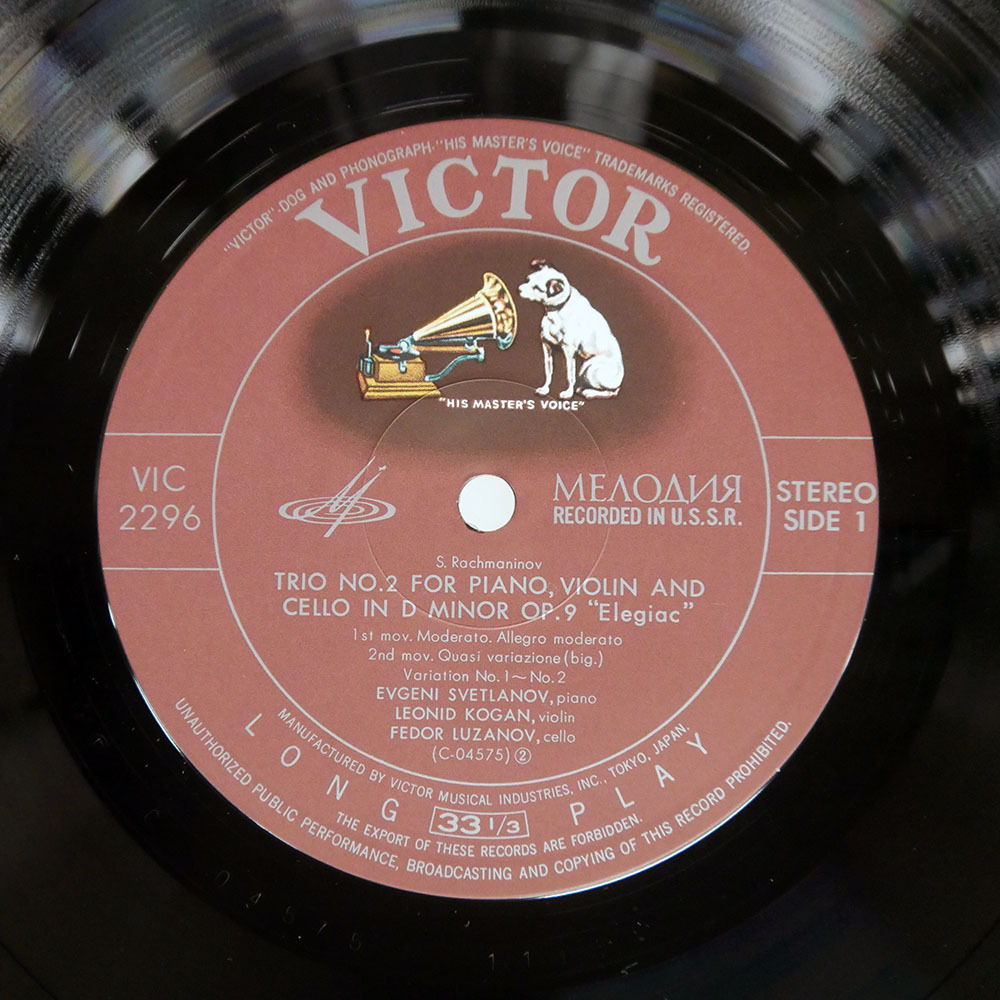 "VICTOR"·DOG AND PHONOGRAPH·"HIS MASTER'S VOICE" TRADEMARKS REGISTERED.
VICTOR
"HIS MASTER'S VOICE"
VIC
2296
МЕЛОДИЯ
RECORDED IN U.S.S.R.
STEREO
SIDE 1
S. Rachmaninov
TRIO NO.2 FOR PIANO, VIOLIN AND
CELLO IN D MINOR OP.9 "Elegiac"
1st mov. Moderato. Allegro moderato
2nd mov. Quasi variazione (big.)
Variation No.1~No.2
EVGENI SVETLANOV, piano
LEONID KOGAN, violin
FEDOR LUZANOV, cello
(C-04575) ②
MANUFACTURED BY VICTOR MUSICAL INDUSTRIES, INC., TOKYO, JAPAN.
LONG 33 1/3 PLAY
THE EXPORT OF THESE RECORDS ARE FORBIDDEN.
UNAUTHORIZED PUBLIC PERFORMANCE, BROADCASTING AND COPYING OF THIS RECORD PROHIBITED.